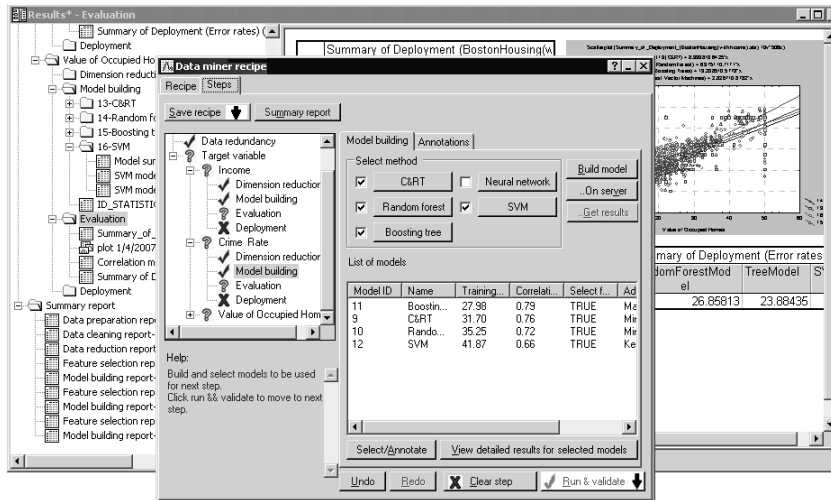 Results* - Evaluation
Summary of Deployment (Error rates) (
Deployment
Value of Occupied Ho
Dimension reducti
Model building
13-C&RT
14-Random fo
15-Boosting t
16-SVM
Model sur
SVM mode
SVM mode
ID_STATISTIC
Evaluation
Summary_of_
plot 1/4/2007
Correlation m
Summary of D
Deployment
Summary report
Data preparation repo
Data cleaning report-
Data reduction report
Feature selection rep
Model building report-
Feature selection rep
Model building report-
Feature selection rep
Model building report-
Summary of Deployment (BostonHousing(w
Value of Occupied Homes
mary of Deployment (Error rates
domForestMod
el
TreeModel
SV
26.85813
23.88435
Data miner recipe
Recipe
Steps
Save recipe
Summary report
Data redundancy
Target variable
Income
Dimension reduction
Model building
Evaluation
Deployment
Crime Rate
Dimension reduction
Model building
Evaluation
Deployment
Value of Occupied Hom
Help:
Build and select models to be used
for next step.
Click run && validate to move to next
step.
Model building
Annotations
Select method
C&RT
Neural network
Random forest
SVM
Boosting tree
Build model
..On server
..Get results
List of models
Model ID Name Training... Correlati... Select f... Ad
11 Boostin... 27.98 0.79 TRUE Ma
9 C&RT 31.70 0.76 TRUE Mir
10 Rando... 35.25 0.72 TRUE Mir
12 SVM 41.87 0.66 TRUE Ke
Select/Annotate
View detailed results for selected models
Undo
Redo
Clear step
Run & validate